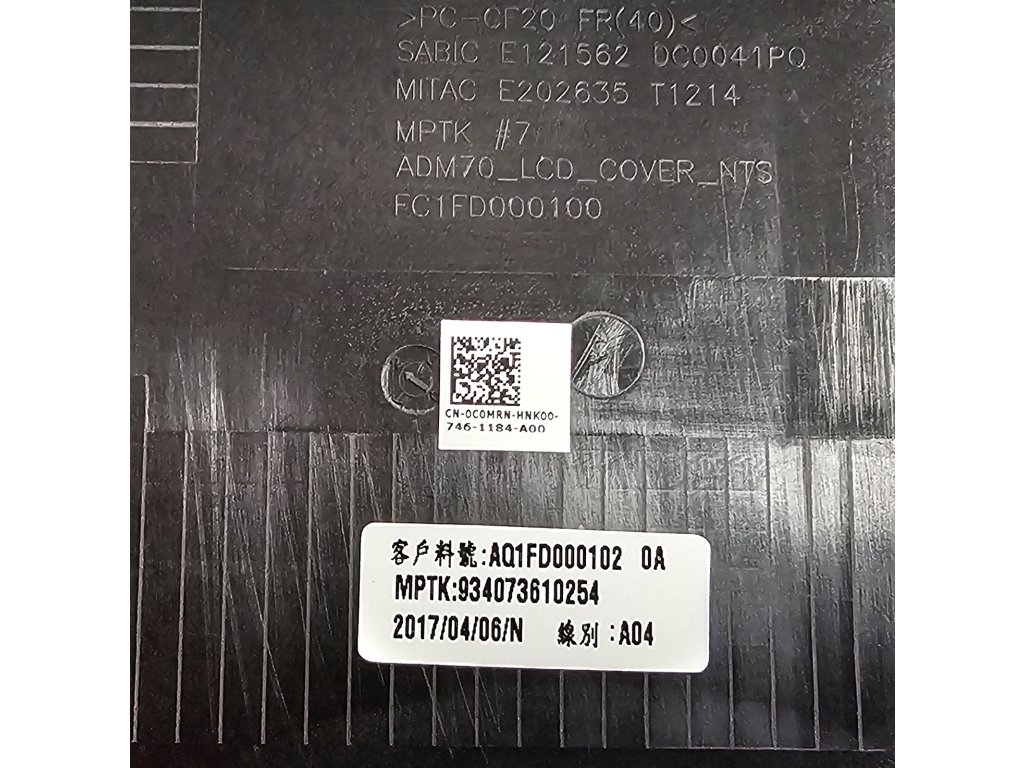 >PC-CF20 FR(40)<
SABIC E121562 DC0041PQ
MITAC E202635 T1214
MPTK #7
ADM70_LCD_COVER_NTS
FC1FD000100
CN-0C0MRN-HNK00-
746-1184-A00
客戶料號:AQ1FD000102 0A
MPTK:934073610254
2017/04/06/N 線別:A04